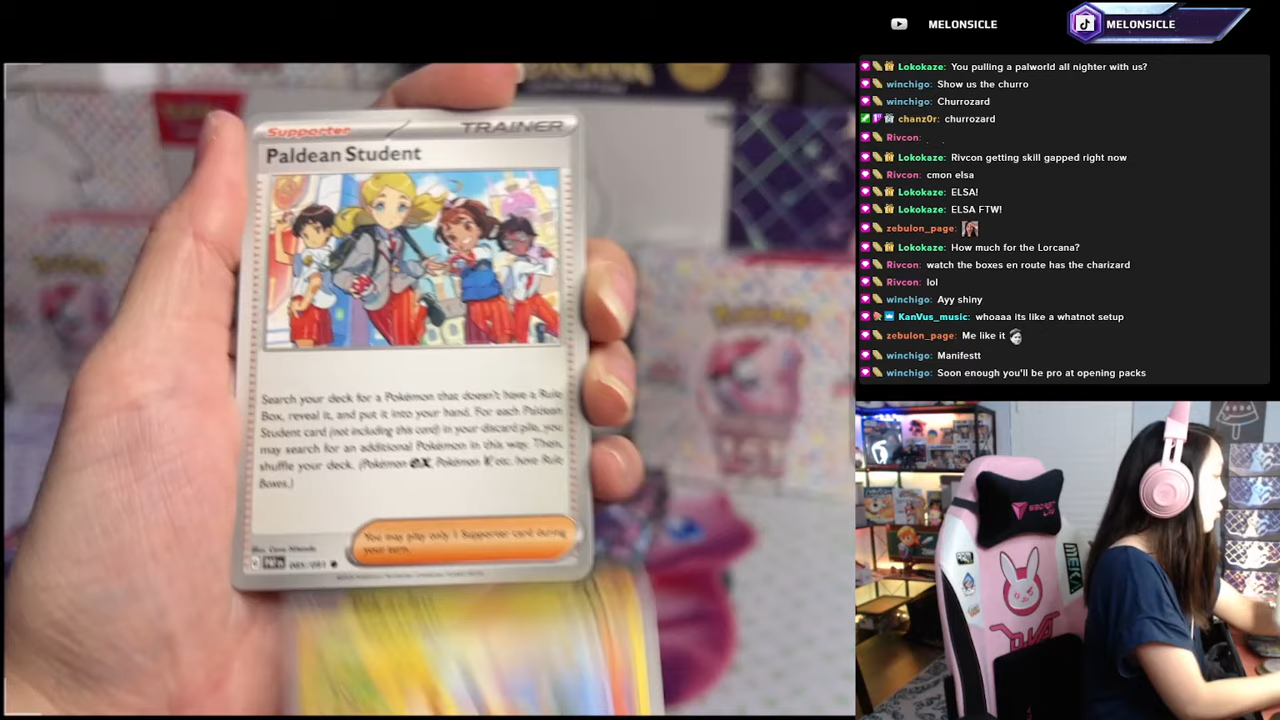 MELONSICLE
MELONSICLE
Supporter
TRAINER
Paldean Student
Search your deck for a Pokémon that doesn't have a Rule
Box, reveal it, and put it into your hand. For each Paldean
Student card (not including this card) in your discard pile, you
may search for an additional Pokémon in this way. Then,
shuffle your deck. (Pokémon ex, Pokémon V, etc. have Rule
Boxes.)
You may play only 1 Supporter card during
your turn.
Lokokaze: You pulling a palworld all nighter with us?
winchigo: Show us the churro
winchigo: Churrozard
chanz0r: churrozard
Rivcon: . .
Lokokaze: Rivcon getting skill gapped right now
Rivcon: cmon elsa
Lokokaze: ELSA!
Lokokaze: ELSA FTW!
zebulon_page:
Lokokaze: How much for the Lorcana?
Rivcon: watch the boxes en route has the charizard
Rivcon: lol
winchigo: Ayy shiny
KanVus_music: whoaaa its like a whatnot setup
zebulon_page: Me like it
winchigo: Manifestt
winchigo: Soon enough you'll be pro at opening packs
MEKA
D.VA